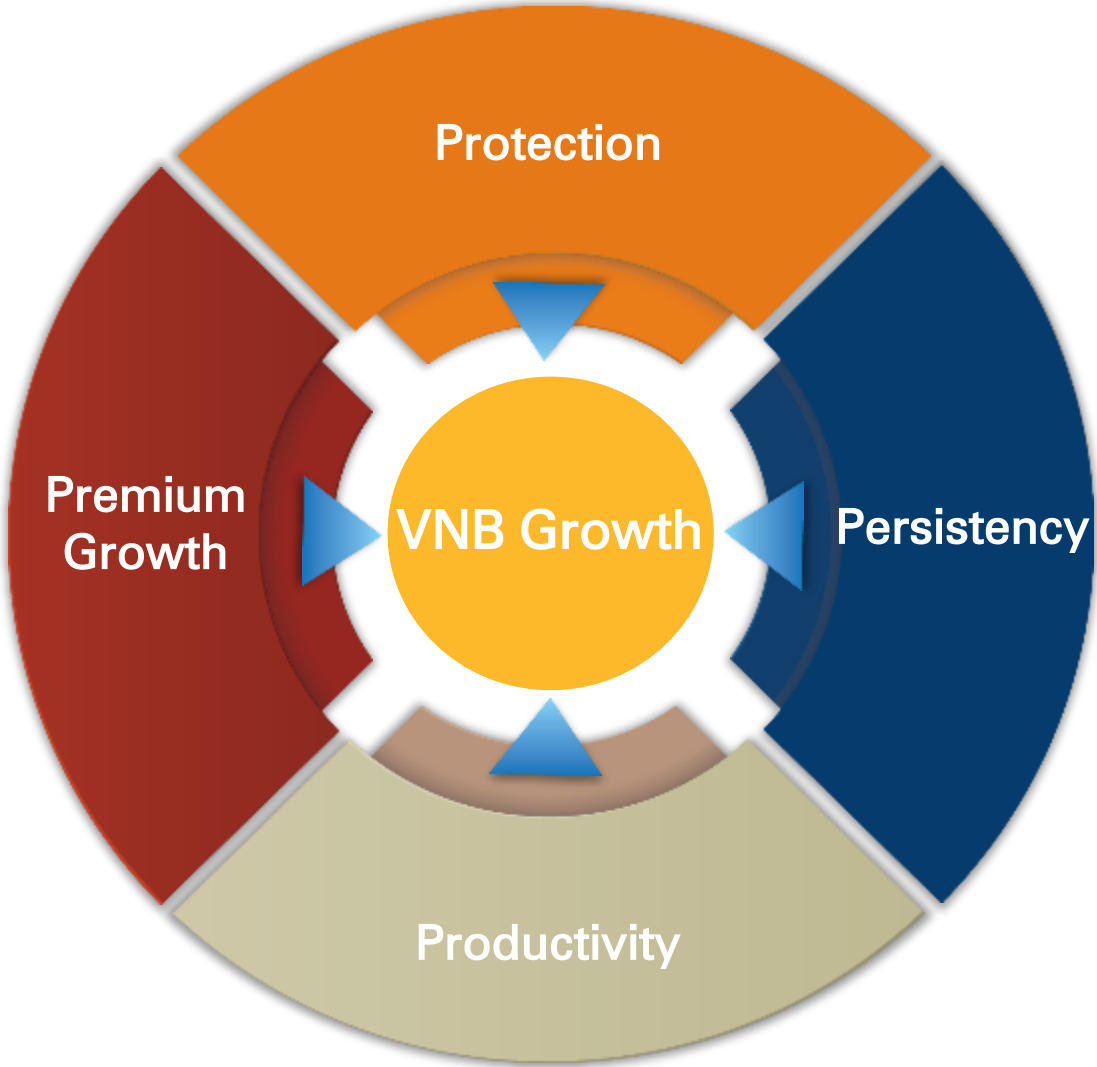 Protection
Premium
Growth
VNB Growth
Persistency
Productivity